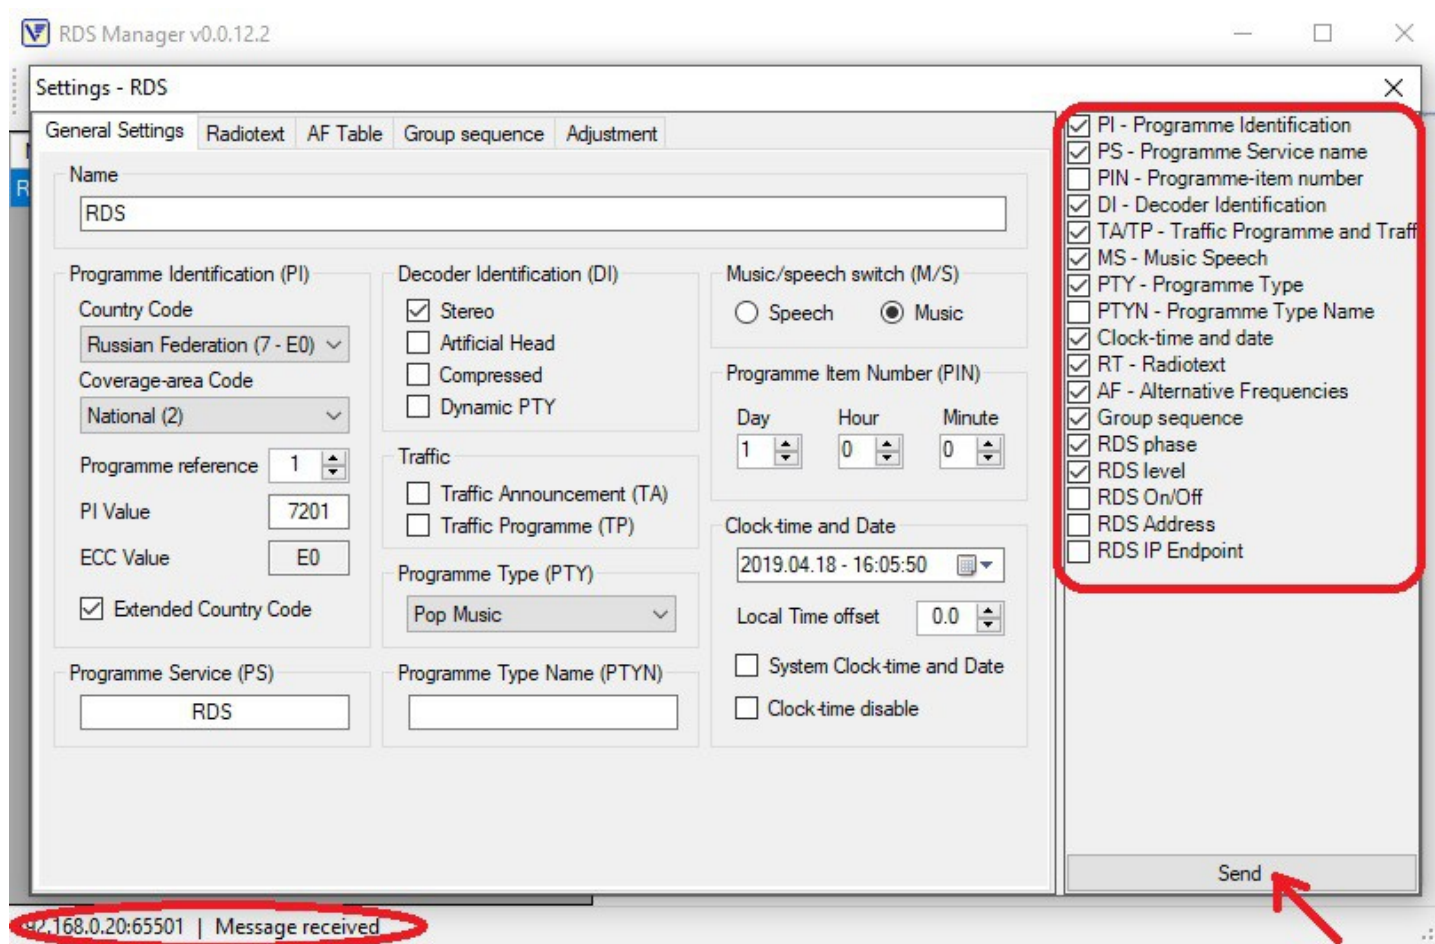 RDS Manager v0.0.12.2
Settings - RDS
General Settings
Radiotext
AF Table
Group sequence
Adjustment
Name
RDS
Programme Identification (PI)
Country Code
Russian Federation (7 - E0)
Coverage-area Code
National (2)
Programme reference 1
PI Value 7201
ECC Value E0
Extended Country Code
Programme Service (PS)
RDS
Decoder Identification (DI)
Stereo
Artificial Head
Compressed
Dynamic PTY
Traffic
Traffic Announcement (TA)
Traffic Programme (TP)
Programme Type (PTY)
Pop Music
Programme Type Name (PTYN)
Music/speech switch (M/S)
Speech Music
Programme Item Number (PIN)
Day Hour Minute
1 0 0
Clock-time and Date
2019.04.18 - 16:05:50
Local Time offset 0.0
System Clock-time and Date
Clock-time disable
PI - Programme Identification
PS - Programme Service name
PIN - Programme-item number
DI - Decoder Identification
TA/TP - Traffic Programme and Traff
MS - Music Speech
PTY - Programme Type
PTYN - Programme Type Name
Clock-time and date
RT - Radiotext
AF - Alternative Frequencies
Group sequence
RDS phase
RDS level
RDS On/Off
RDS Address
RDS IP Endpoint
Send
92.168.0.20:65501 | Message received